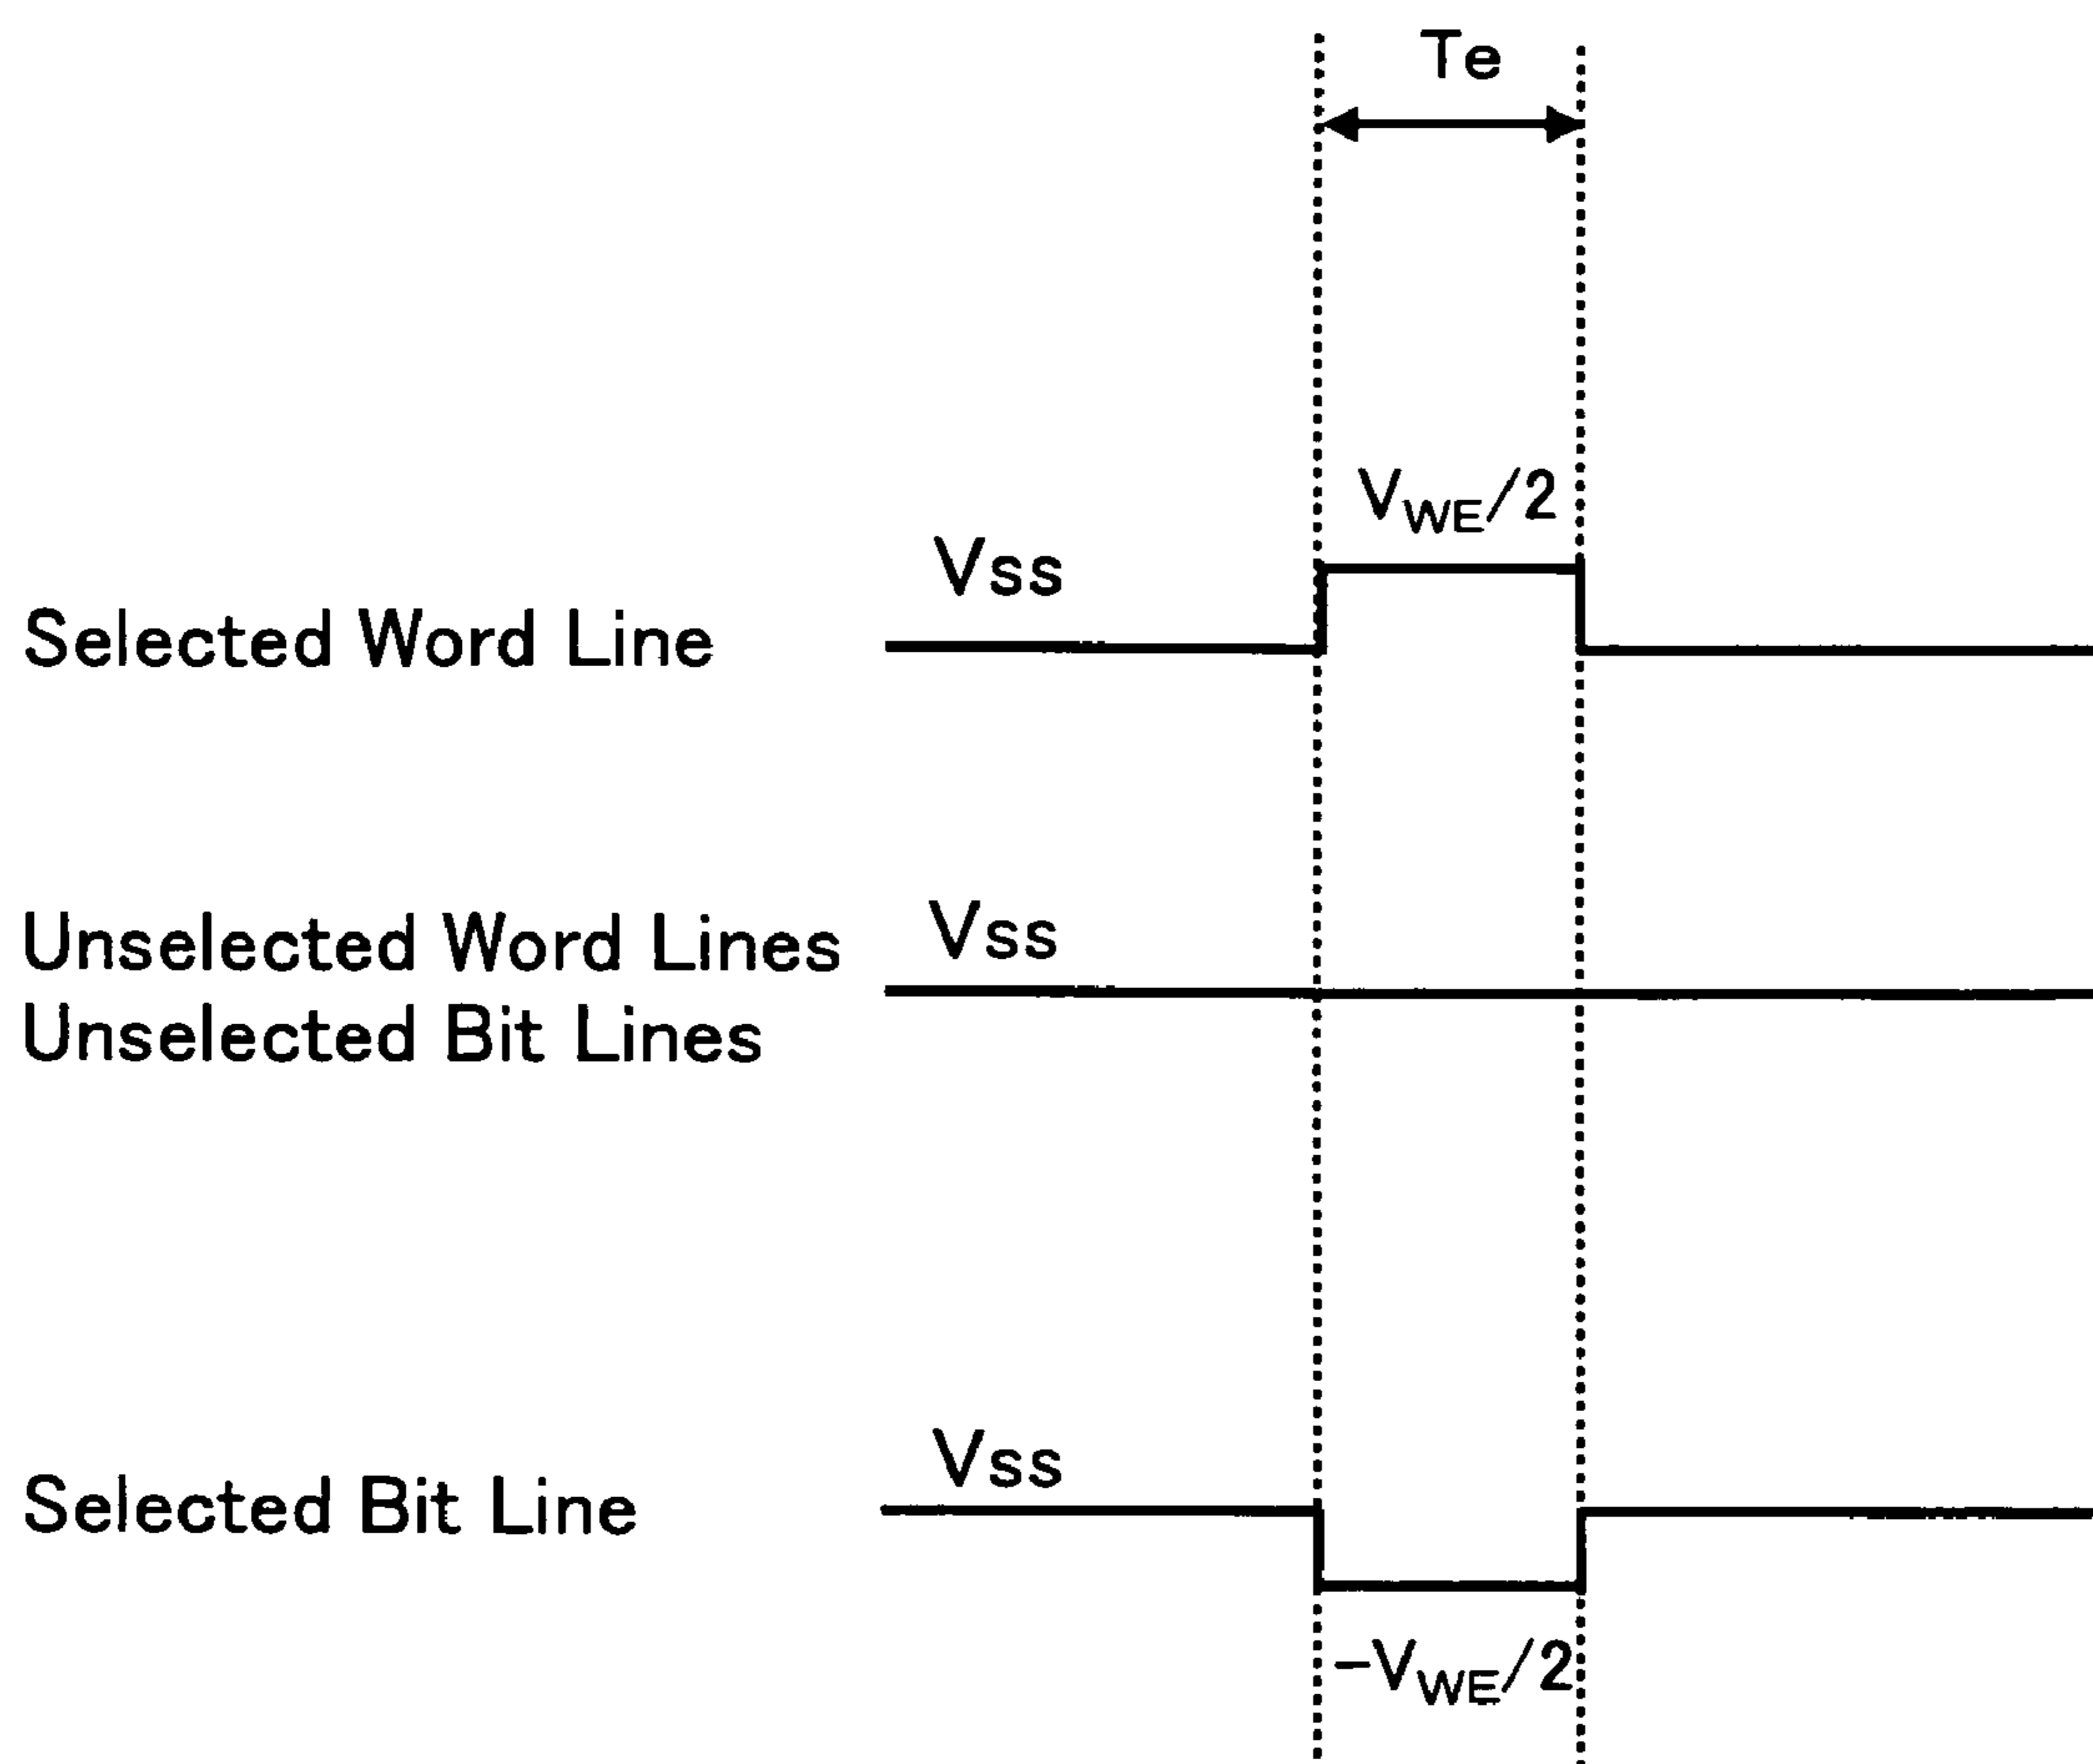 Te
V_WE/2
Vss
Selected Word Line
Unselected Word Lines Vss
Unselected Bit Lines
Vss
Selected Bit Line
-V_WE/2